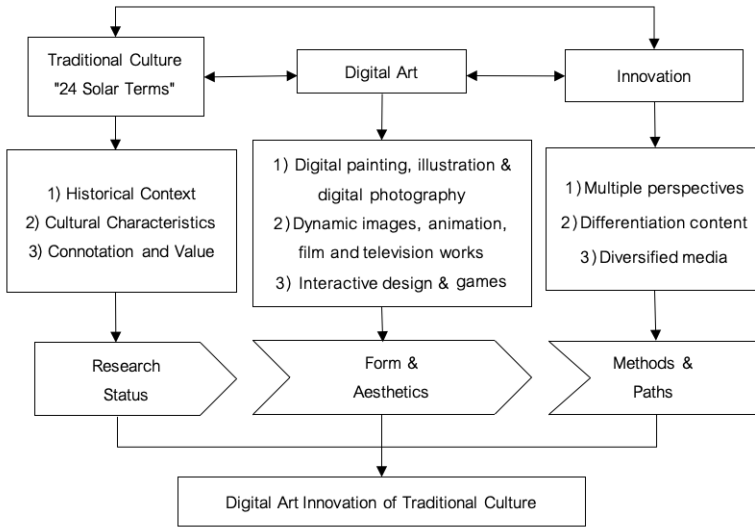 Traditional Culture
"24 Solar Terms"
Digital Art
Innovation
1) Historical Context
2) Cultural Characteristics
3) Connotation and Value
1) Digital painting, illustration &
digital photography
2) Dynamic images, animation,
film and television works
3) Interactive design & games
1) Multiple perspectives
2) Differentiation content
3) Diversified media
Research
Status
Form &
Aesthetics
Methods &
Paths
Digital Art Innovation of Traditional Culture